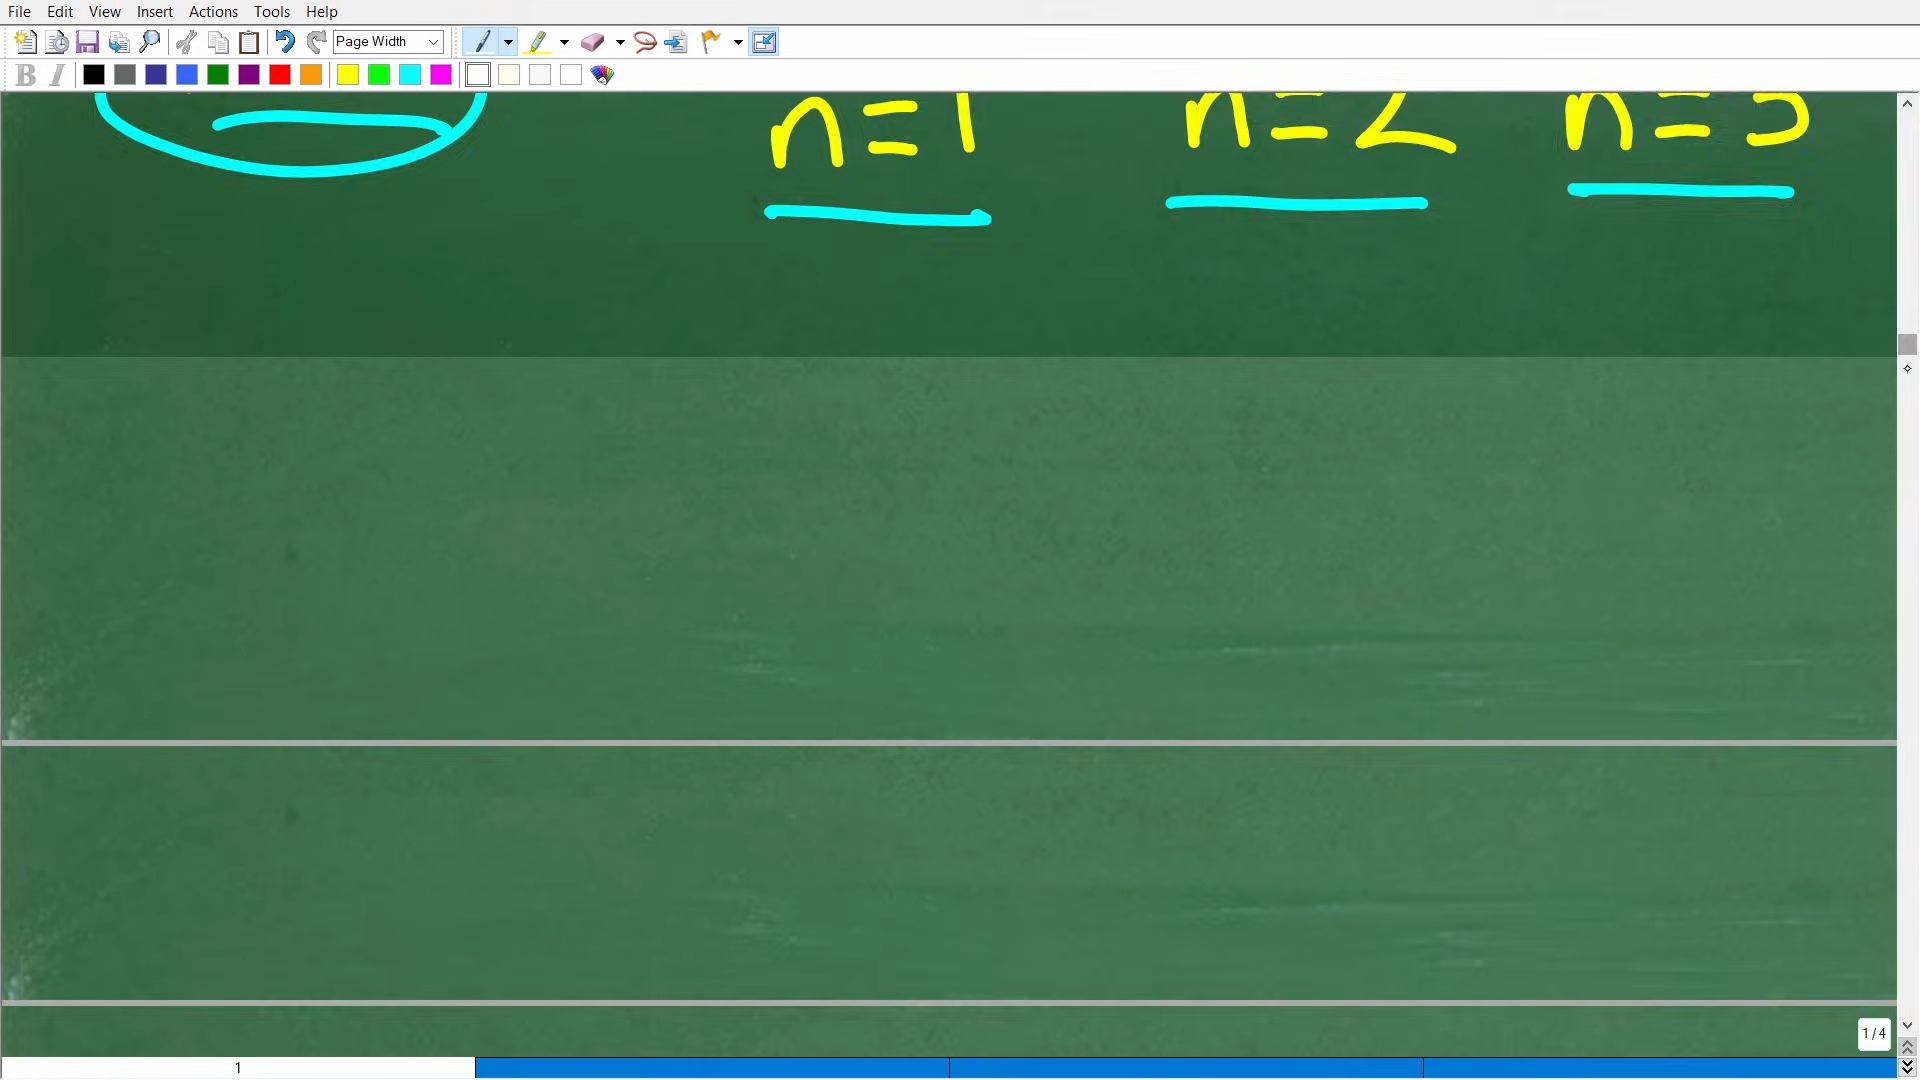 File Edit View Insert Actions Tools Help
Page Width
B I
n=1 n=2 n=3
1 / 4
1